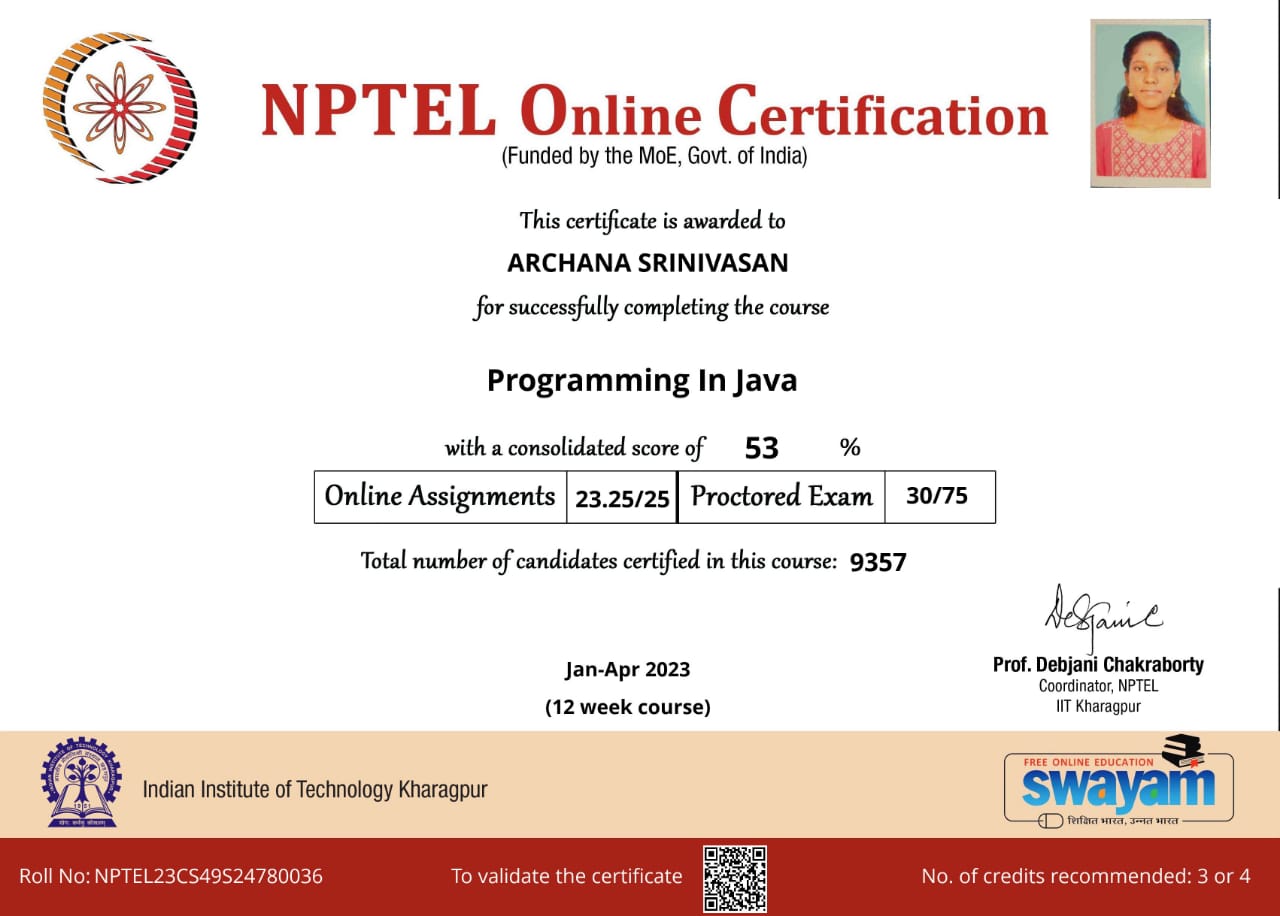 NPTEL Online Certification
(Funded by the MoE, Govt. of India)
This certificate is awarded to
ARCHANA SRINIVASAN
for successfully completing the course
Programming In Java
with a consolidated score of 53 %
Online Assignments 23.25/25 Proctored Exam 30/75
Total number of candidates certified in this course: 9357
Jan-Apr 2023
(12 week course)
Prof. Debjani Chakraborty
Coordinator, NPTEL
IIT Kharagpur
Indian Institute of Technology Kharagpur
FREE ONLINE EDUCATION
swayam
शिक्षित भारत, उन्नत भारत
Roll No: NPTEL23CS49S24780036
To validate the certificate
No. of credits recommended: 3 or 4